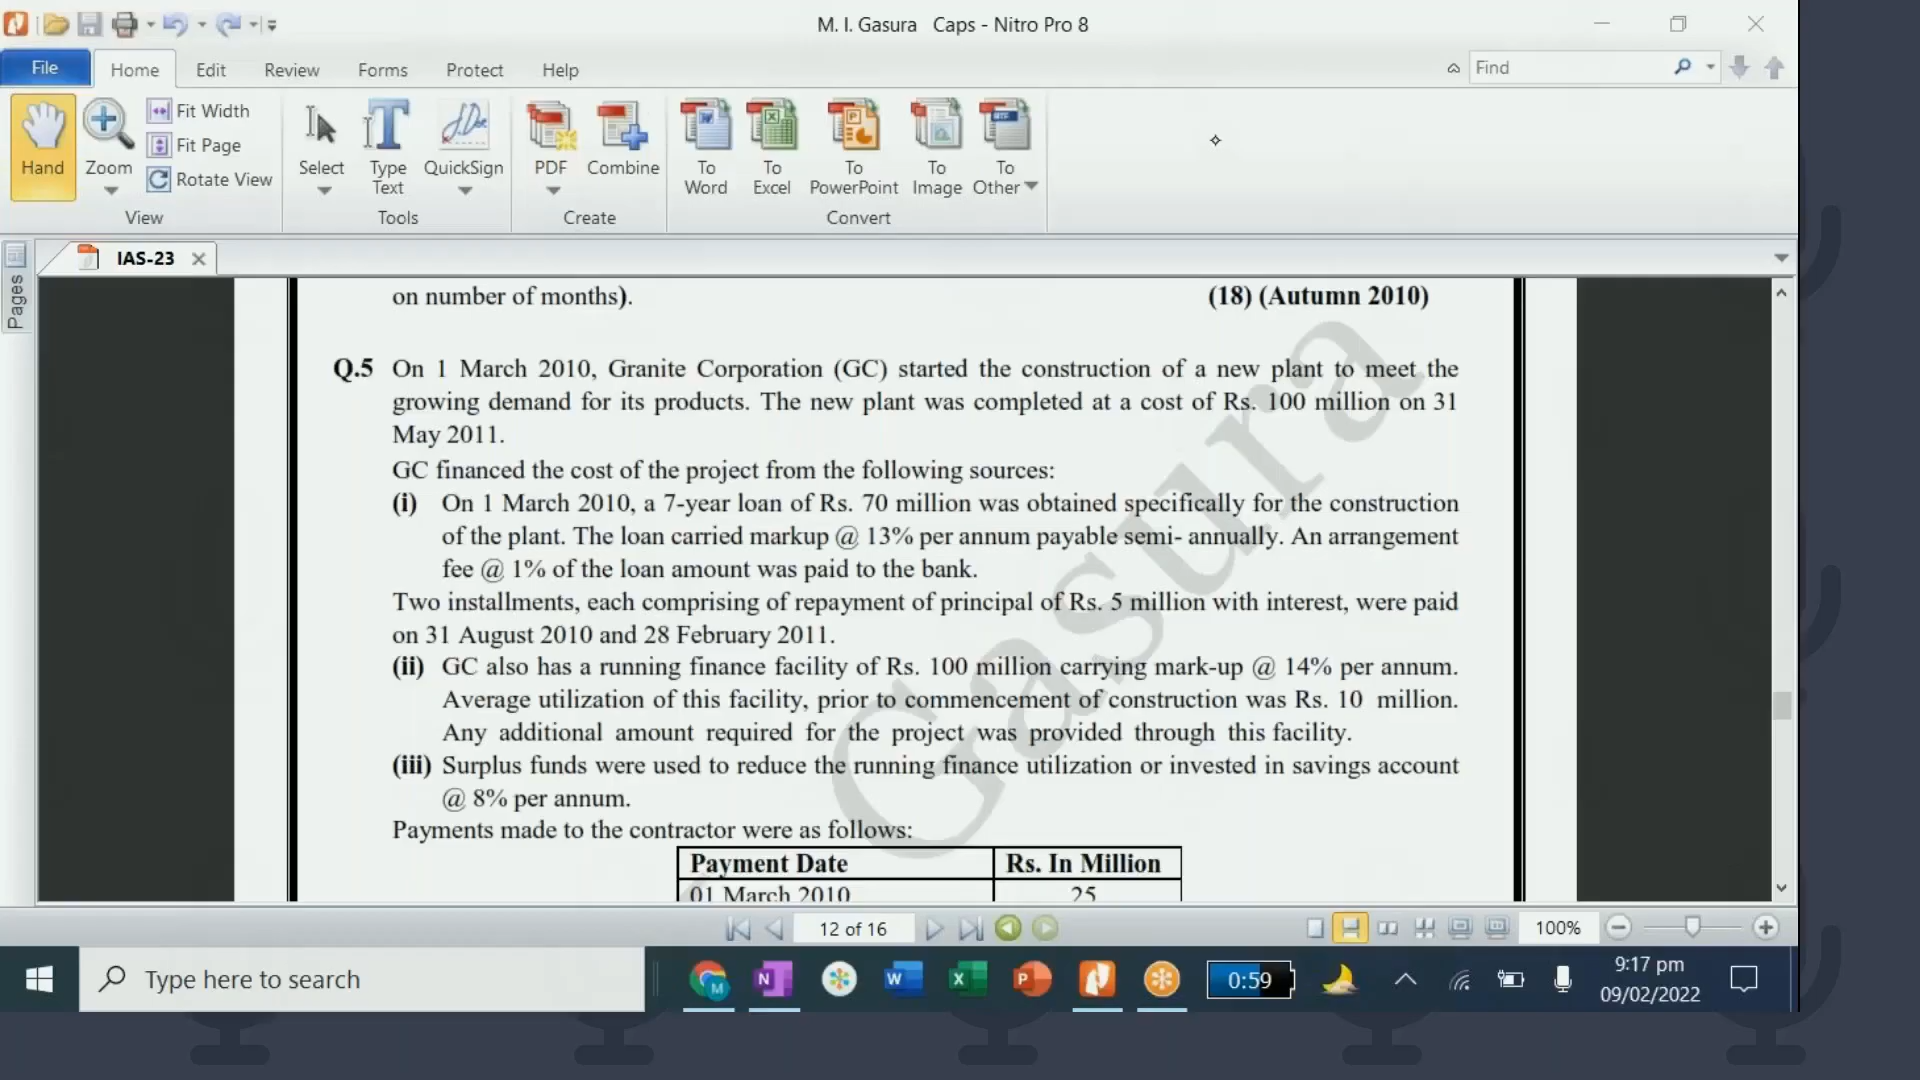 M. I. Gasura Caps - Nitro Pro 8
File Home Edit Review Forms Protect Help Find
Hand Zoom Fit Width Fit Page Rotate View
View
Select Type Text QuickSign
Tools
PDF Combine
Create
To Word To Excel To PowerPoint To Image To Other
Convert
IAS-23
Pages
on number of months). (18) (Autumn 2010)
Q.5 On 1 March 2010, Granite Corporation (GC) started the construction of a new plant to meet the
growing demand for its products. The new plant was completed at a cost of Rs. 100 million on 31
May 2011.
GC financed the cost of the project from the following sources:
(i) On 1 March 2010, a 7-year loan of Rs. 70 million was obtained specifically for the construction
of the plant. The loan carried markup @ 13% per annum payable semi- annually. An arrangement
fee @ 1% of the loan amount was paid to the bank.
Two installments, each comprising of repayment of principal of Rs. 5 million with interest, were paid
on 31 August 2010 and 28 February 2011.
(ii) GC also has a running finance facility of Rs. 100 million carrying mark-up @ 14% per annum.
Average utilization of this facility, prior to commencement of construction was Rs. 10 million.
Any additional amount required for the project was provided through this facility.
(iii) Surplus funds were used to reduce the running finance utilization or invested in savings account
@ 8% per annum.
Payments made to the contractor were as follows:
Payment Date Rs. In Million
01 March 2010 25
Gasura
12 of 16 100%
Type here to search
0:59
9:17 pm
09/02/2022